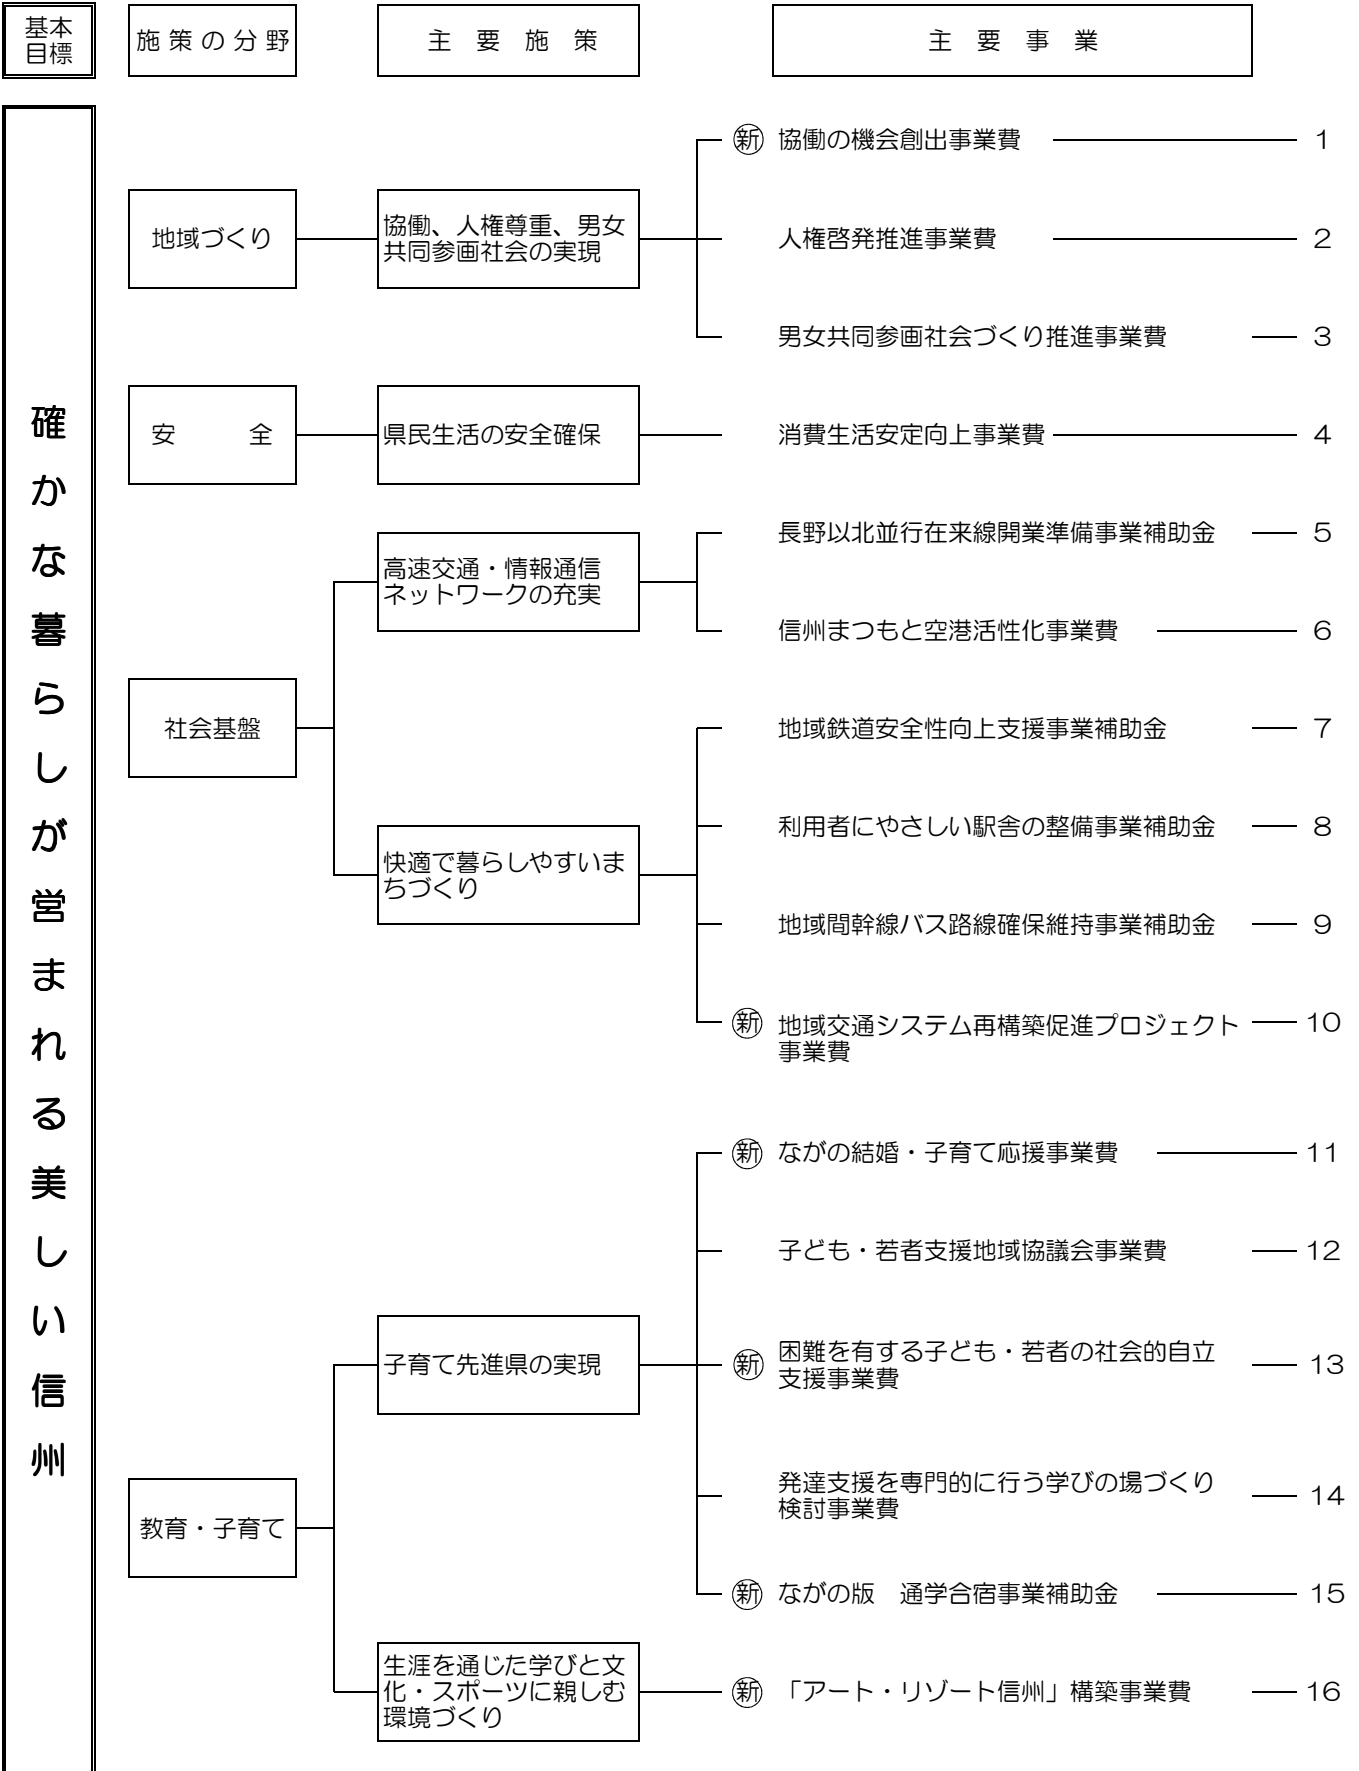 基本
目標
施策の分野
主　要　施　策
主　要　事　業
確かな暮らしが営まれる美しい信州
地域づくり
協働、人権尊重、男女
共同参画社会の実現
㊟新 協働の機会創出事業費 1
人権啓発推進事業費 2
男女共同参画社会づくり推進事業費 3
安　　　全
県民生活の安全確保
消費生活安定向上事業費 4
社会基盤
高速交通・情報通信
ネットワークの充実
長野以北並行在来線開業準備事業補助金 5
信州まつもと空港活性化事業費 6
快適で暮らしやすいま
ちづくり
地域鉄道安全性向上支援事業補助金 7
利用者にやさしい駅舎の整備事業補助金 8
地域間幹線バス路線確保維持事業補助金 9
新 地域交通システム再構築促進プロジェクト 10
事業費
教育・子育て
子育て先進県の実現
新 ながの結婚・子育て応援事業費 11
子ども・若者支援地域協議会事業費 12
新 困難を有する子ども・若者の社会的自立 13
支援事業費
発達支援を専門的に行う学びの場づくり 14
検討事業費
新 ながの版　通学合宿事業補助金 15
生涯を通じた学びと文
化・スポーツに親しむ
環境づくり
新 「アート・リゾート信州」構築事業費 16